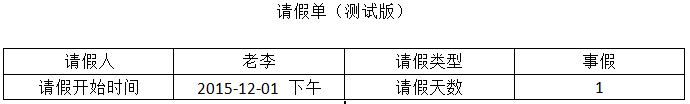 请假单（测试版）
请假人 老李 请假类型 事假
请假开始时间 2015-12-01 下午 请假天数 1